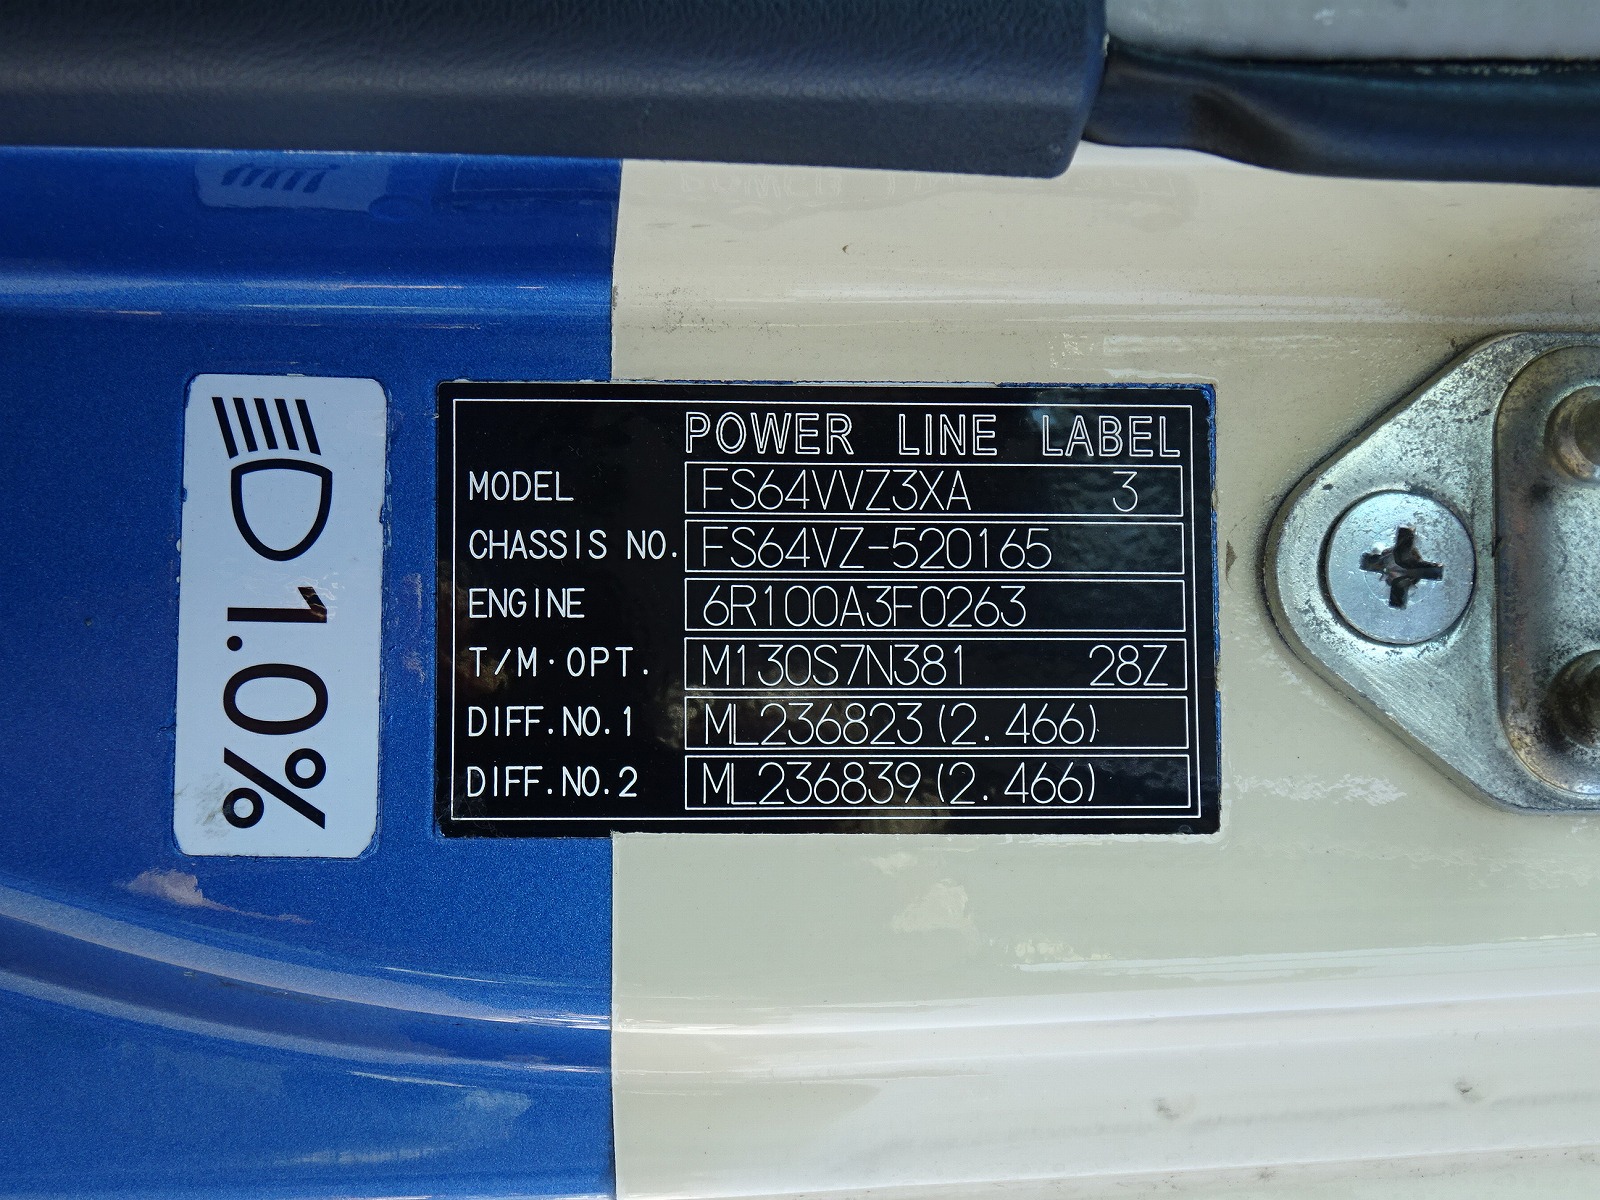 POWER LINE LABEL
MODEL FS64VVZ3XA 3
CHASSIS NO. FS64VZ-520165
ENGINE 6R100A3F0263
T/M·OPT. M130S7N381 28Z
DIFF.NO.1 ML236823(2.466)
DIFF.NO.2 ML236839(2.466)
1.0%